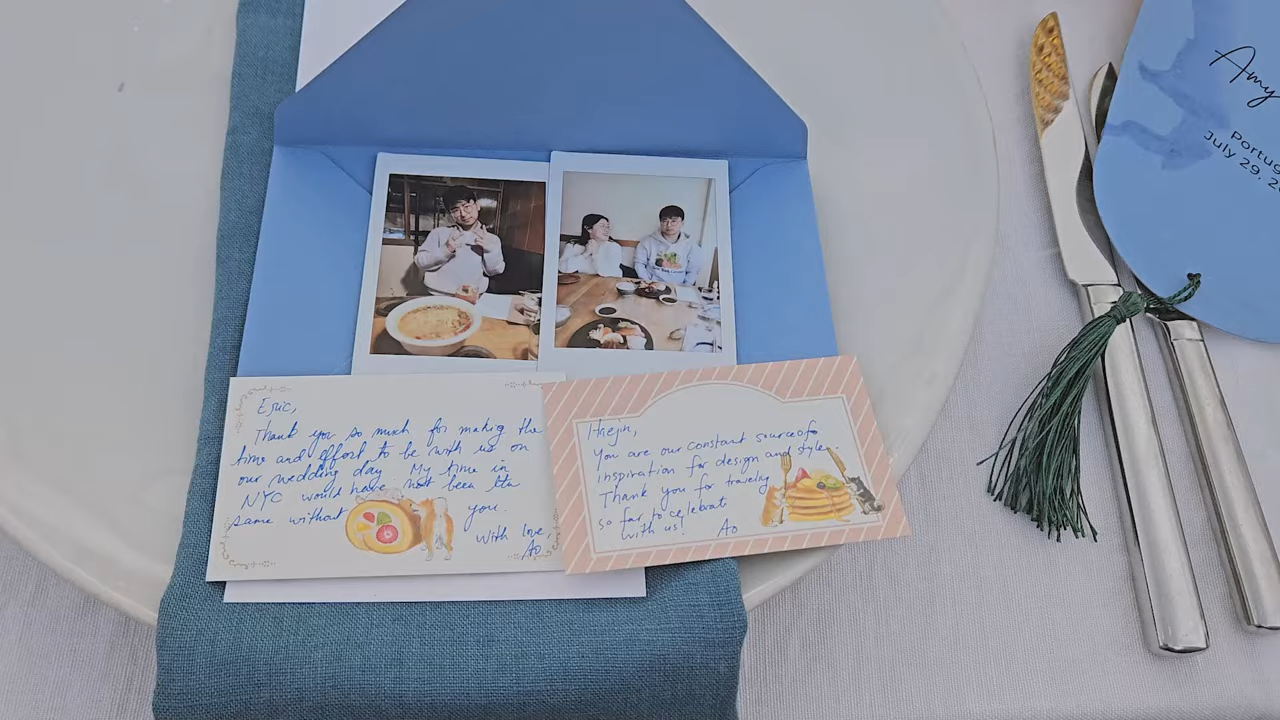 Amy
Portug
July 29, 2
Eric,
Thank you so much for making the
time and effort to be with us on
our wedding day. My time in
NYC would have not been the
same without you.
With love,
Ao
Haejin,
You are our constant source of
inspiration for design and style.
Thank you for traveling
so far to celebrate
with us!
Ao